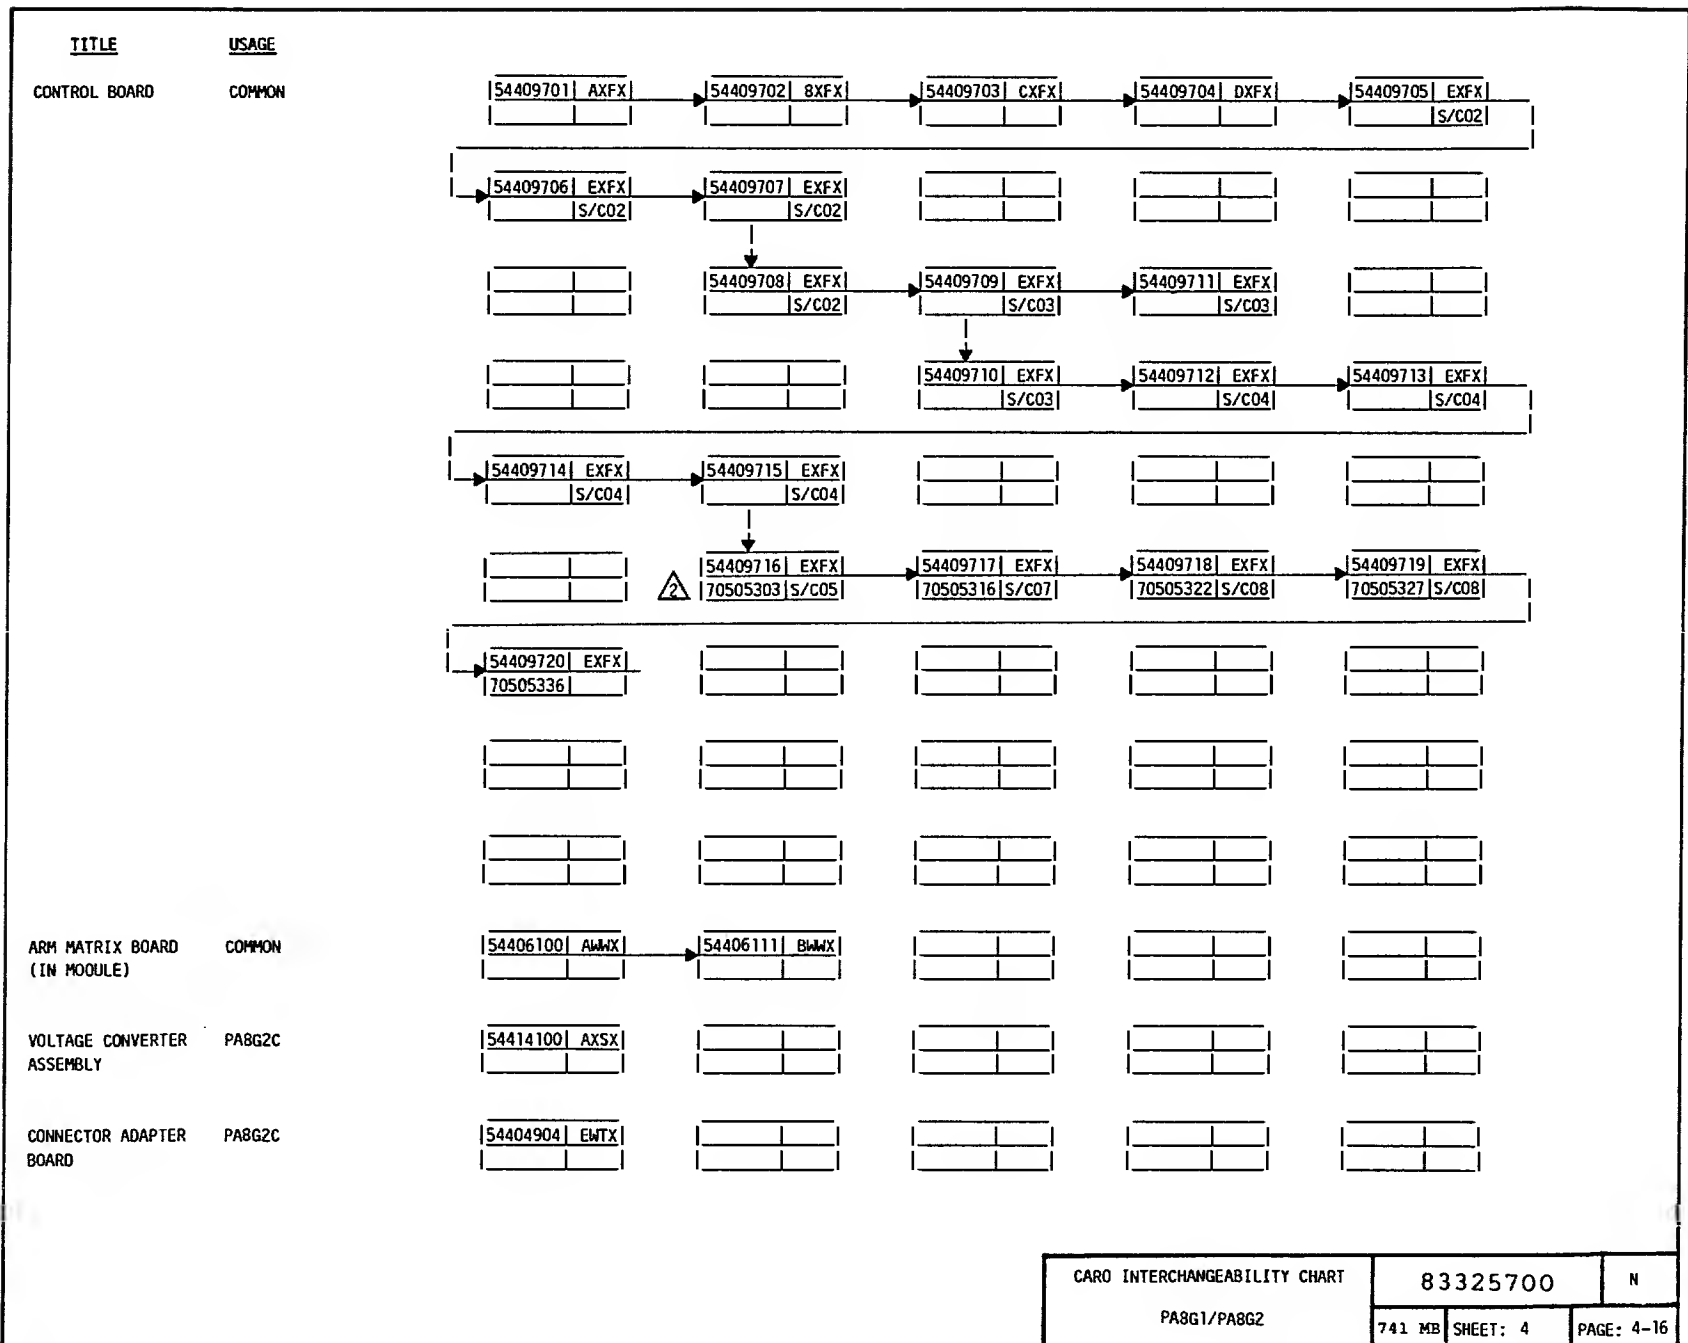 TITLE USAGE
CONTROL BOARD COMMON
54409701 AXFX 54409702 8XFX 54409703 CXFX 54409704 DXFX 54409705 EXFX
S/C02
54409706 EXFX 54409707 EXFX
S/C02 S/C02
54409708 EXFX 54409709 EXFX 54409711 EXFX
S/C02 S/C03 S/C03
54409710 EXFX 54409712 EXFX 54409713 EXFX
S/C03 S/C04 S/C04
54409714 EXFX 54409715 EXFX
S/C04 S/C04
54409716 EXFX 54409717 EXFX 54409718 EXFX 54409719 EXFX
2 70505303 S/C05 70505316 S/C07 70505322 S/C08 70505327 S/C08
54409720 EXFX
70505336
ARM MATRIX BOARD COMMON 54406100 AWWX 54406111 BWWX
(IN MOOULE)
VOLTAGE CONVERTER PA8G2C 54414100 AXSX
ASSEMBLY
CONNECTOR ADAPTER PA8G2C 54404904 EWTX
BOARD
CARO INTERCHANGEABILITY CHART 83325700 N
PA8G1/PA8G2
741 MB SHEET: 4 PAGE: 4-16